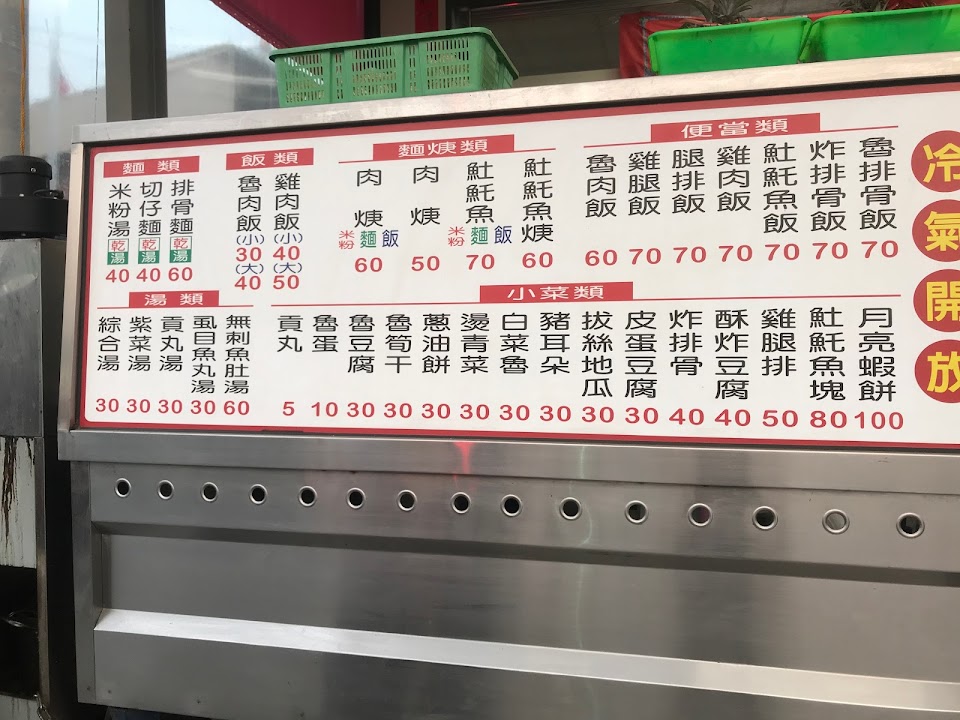 麵類
米粉湯 乾 湯 40
切仔麵 乾 湯 40
排骨麵 乾 湯 60
飯類
魯肉飯 (小) 30 (大) 40
雞肉飯 (小) 40 (大) 50
麵焿類
肉焿 米粉 麵 飯 60
肉焿 50
𩵚魠魚 米粉 麵 飯 70
𩵚魠魚焿 60
便當類
魯肉飯 60
雞腿飯 70
腿排飯 70
雞肉飯 70
𩵚魠魚飯 70
炸排骨飯 70
魯排骨飯 70
湯類
綜合湯 30
紫菜湯 30
貢丸湯 30
虱目魚丸湯 30
無刺魚肚湯 60
小菜類
貢丸 5
魯蛋 10
魯豆腐 30
魯筍干 30
蔥油餅 30
燙青菜 30
白菜魯 30
豬耳朵 30
拔絲地瓜 30
皮蛋豆腐 30
炸排骨 40
酥炸豆腐 40
雞腿排 50
𩵚魠魚塊 80
月亮蝦餅 100
冷氣開放